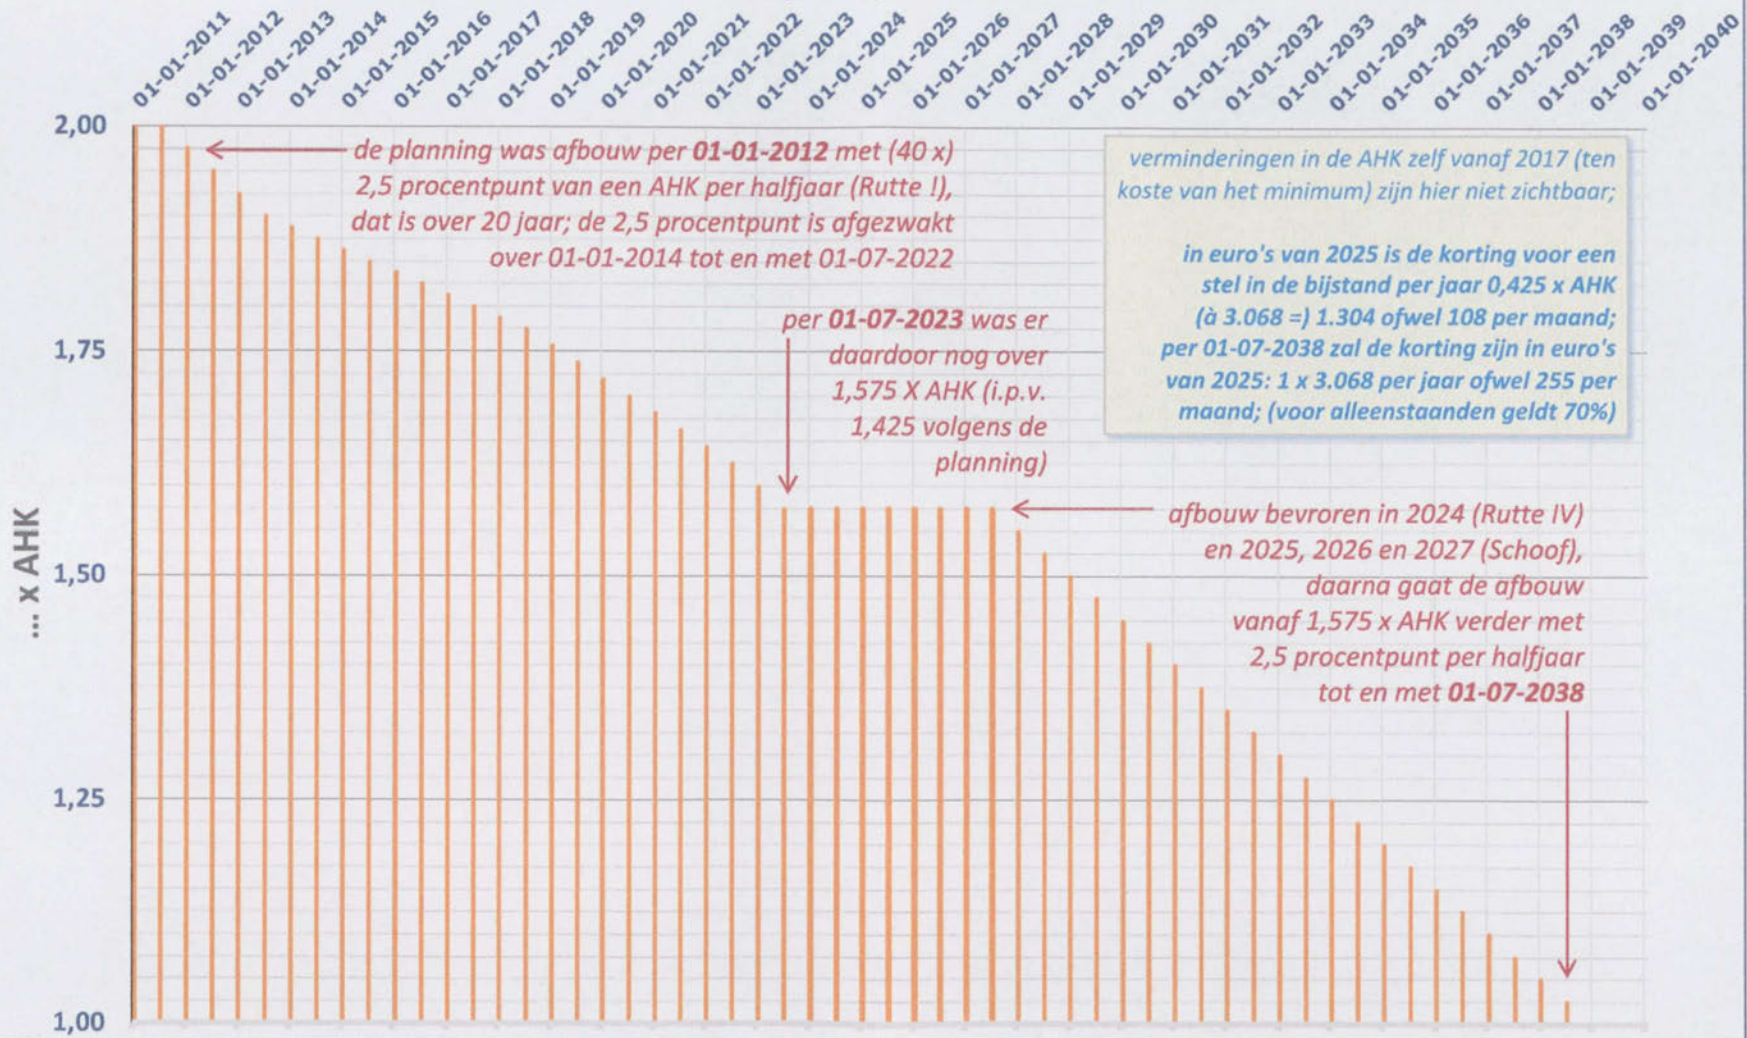 01-01-2011
01-01-2012
01-01-2013
01-01-2014
01-01-2015
01-01-2016
01-01-2017
01-01-2018
01-01-2019
01-01-2020
01-01-2021
01-01-2022
01-01-2023
01-01-2024
01-01-2025
01-01-2026
01-01-2027
01-01-2028
01-01-2029
01-01-2030
01-01-2031
01-01-2032
01-01-2033
01-01-2034
01-01-2035
01-01-2036
01-01-2037
01-01-2038
01-01-2039
01-01-2040
2,00
1,75
1,50
1,25
1,00
... x AHK
de planning was afbouw per 01-01-2012 met (40 x)
2,5 procentpunt van een AHK per halfjaar (Rutte !),
dat is over 20 jaar; de 2,5 procentpunt is afgezwakt
over 01-01-2014 tot en met 01-07-2022
per 01-07-2023 was er
daardoor nog over
1,575 X AHK (i.p.v.
1,425 volgens de
planning)
verminderingen in de AHK zelf vanaf 2017 (ten
koste van het minimum) zijn hier niet zichtbaar;
in euro's van 2025 is de korting voor een
stel in de bijstand per jaar 0,425 x AHK
(à 3.068 =) 1.304 ofwel 108 per maand;
per 01-07-2038 zal de korting zijn in euro's
van 2025: 1 x 3.068 per jaar ofwel 255 per
maand; (voor alleenstaanden geldt 70%)
afbouw bevroren in 2024 (Rutte IV)
en 2025, 2026 en 2027 (Schoof),
daarna gaat de afbouw
vanaf 1,575 x AHK verder met
2,5 procentpunt per halfjaar
tot en met 01-07-2038